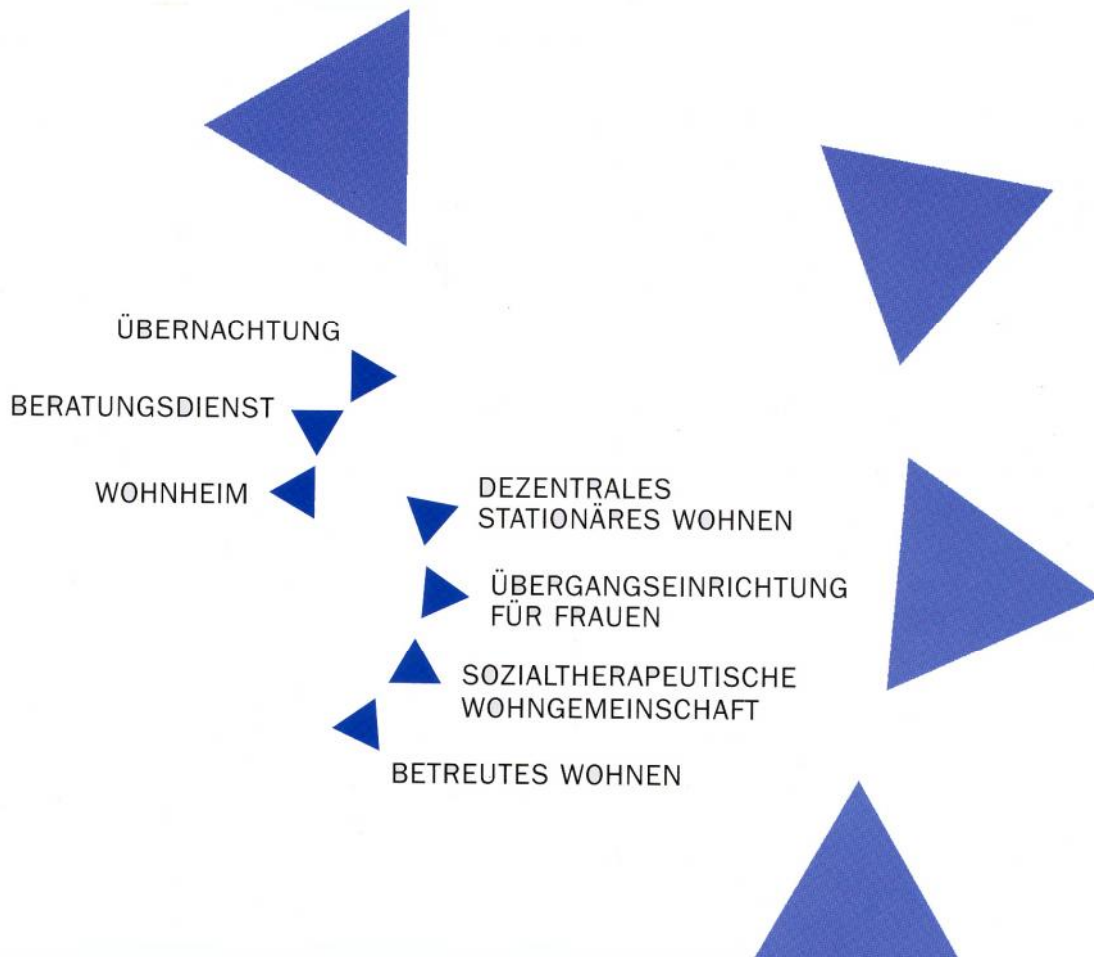 ÜBERNACHTUNG
BERATUNGSDIENST
WOHNHEIM
DEZENTRALES
STATIONÄRES WOHNEN
ÜBERGANGSEINRICHTUNG
FÜR FRAUEN
SOZIALTHERAPEUTISCHE
WOHNGEMEINSCHAFT
BETREUTES WOHNEN